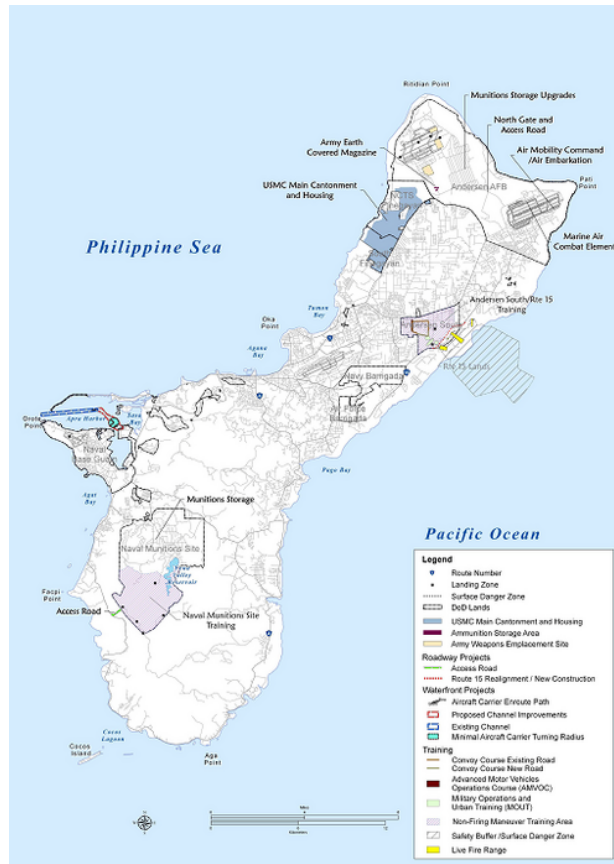 Ritidian Point
Munitions Storage Upgrades
North Gate and
Access Road
Army Earth
Covered Magazine
Air Mobility Command
/Air Embarkation
USMC Main Cantonment
and Housing
Andersen AFB
Pati
Point
Marine Air
Combat Element
Philippine Sea
Tumon
Bay
Andersen South/Rte 15
Training
Oka
Point
Andersen South
Agana
Bay
Rte 15 Lands
Navy Barrigada
Air Force
Barrigada
Orote
Point
Apra Harbor
Sasa
Bay
Naval
Base Guam
Pago Bay
Agat
Bay
Munitions Storage
Pacific Ocean
Naval Munitions Site
Valley
Reservoir
Facpi
Point
Access Road
Naval Munitions Site
Training
Cocos
Lagoon
Cocos
Island
Aga
Point
Legend
Route Number
Landing Zone
Surface Danger Zone
DoD Lands
USMC Main Cantonment and Housing
Ammunition Storage Area
Army Weapons Emplacement Site
Roadway Projects
Access Road
Route 15 Realignment / New Construction
Waterfront Projects
Aircraft Carrier Enroute Path
Proposed Channel Improvements
Existing Channel
Minimal Aircraft Carrier Turning Radius
Training
Convoy Course Existing Road
Convoy Course New Road
Advanced Motor Vehicles
Operations Course (AMVOC)
Military Operations and
Urban Training (MOUT)
Non-Firing Maneuver Training Area
Safety Buffer /Surface Danger Zone
Live Fire Range